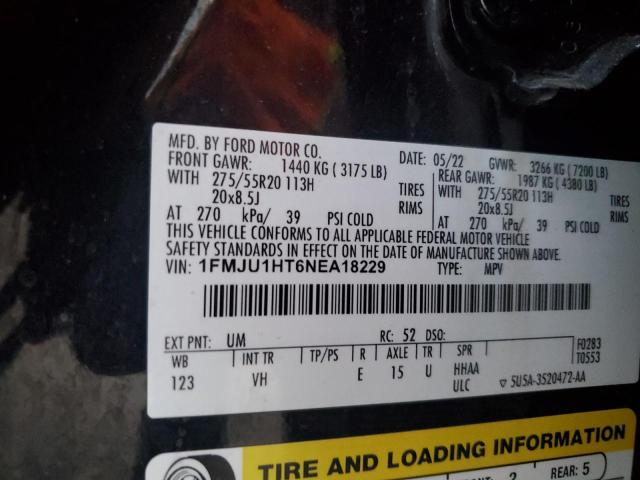 MFD. BY FORD MOTOR CO.
DATE: 05/22 GVWR: 3266 KG ( 7200 LB)
FRONT GAWR: 1440 KG ( 3175 LB)
REAR GAWR: 1987 KG ( 4380 LB)
WITH 275/55R20 113H TIRES
WITH 275/55R20 113H TIRES
20x8.5J RIMS
20x8.5J RIMS
AT 270 kPa/ 39 PSI COLD
AT 270 kPa/ 39 PSI COLD
THIS VEHICLE CONFORMS TO ALL APPLICABLE FEDERAL MOTOR VEHICLE
SAFETY STANDARDS IN EFFECT ON THE DATE OF MANUFACTURE SHOWN ABOVE.
VIN: 1FMJU1HT6NEA18229 TYPE: MPV
EXT PNT: UM RC: 52 DSO:
F0283
T0553
WB INT TR TP/PS R AXLE TR SPR
123 VH E 15 U HHAA
ULC
5U5A-3520472-AA
TIRE AND LOADING INFORMATION
2 REAR: 5